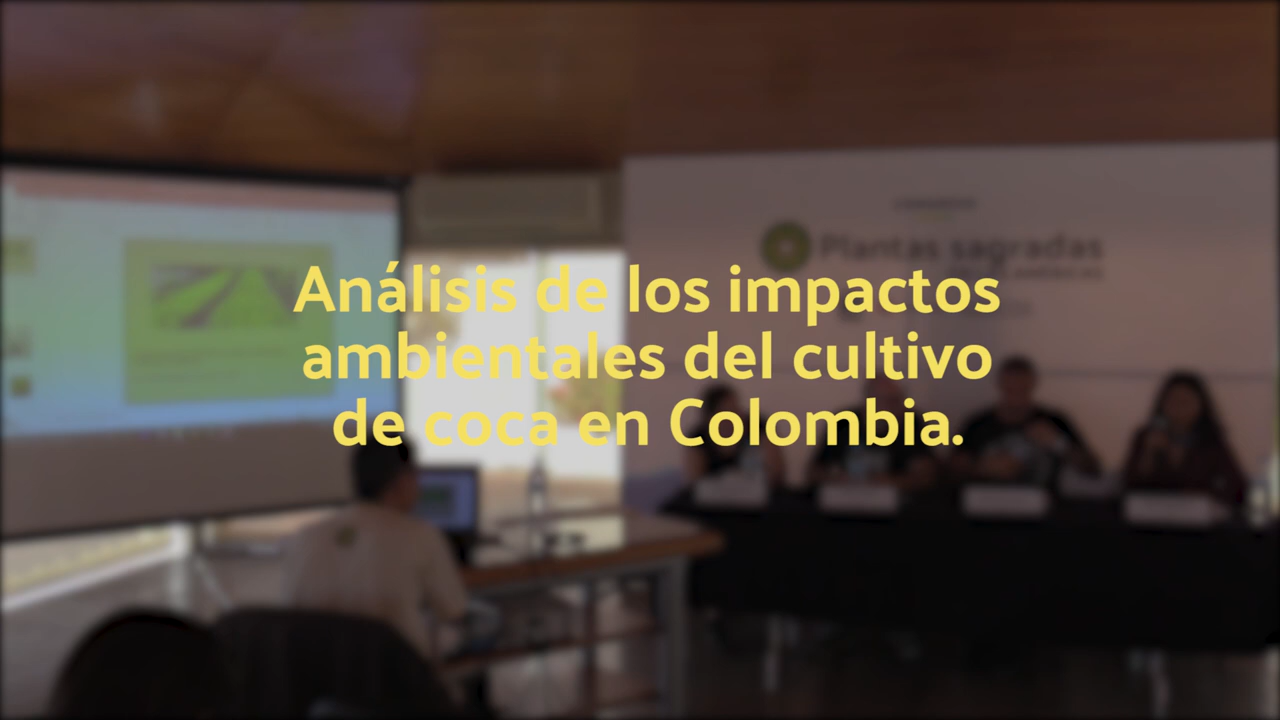 Plantas sagradas
Análisis de los impactos
ambientales del cultivo
de coca en Colombia.